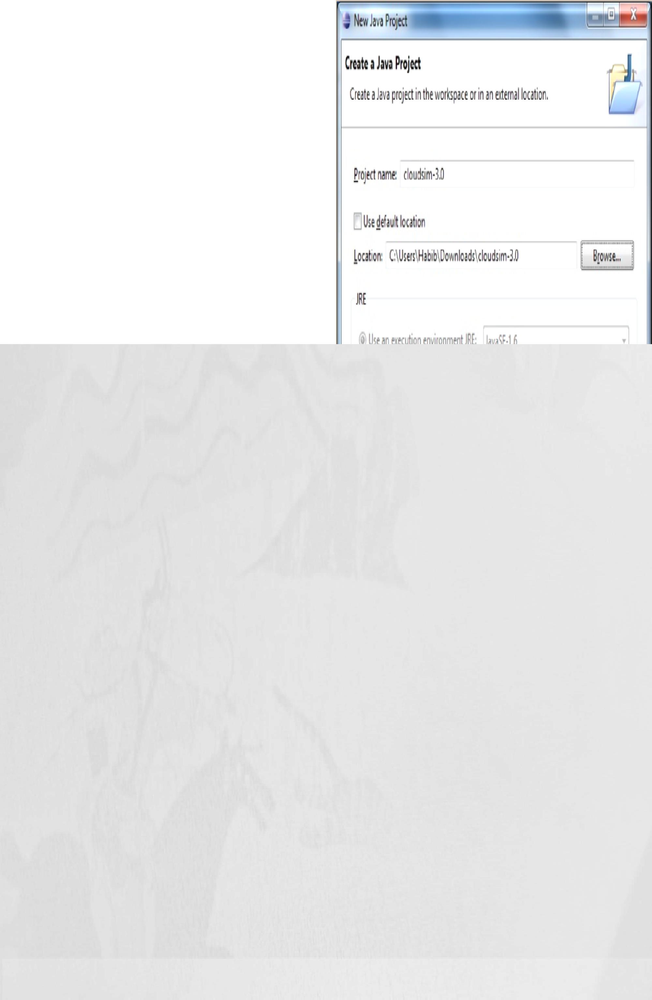 New Java Project
Create a Java Project
Create a Java project in the workspace or in an external location.
Project name: cloudsim-3.0
Use default location
Location: C:\Users\Habib\Downloads\cloudsim-3.0 Browse...
JRE
Use an execution environment JRE: JavaSE-1.6